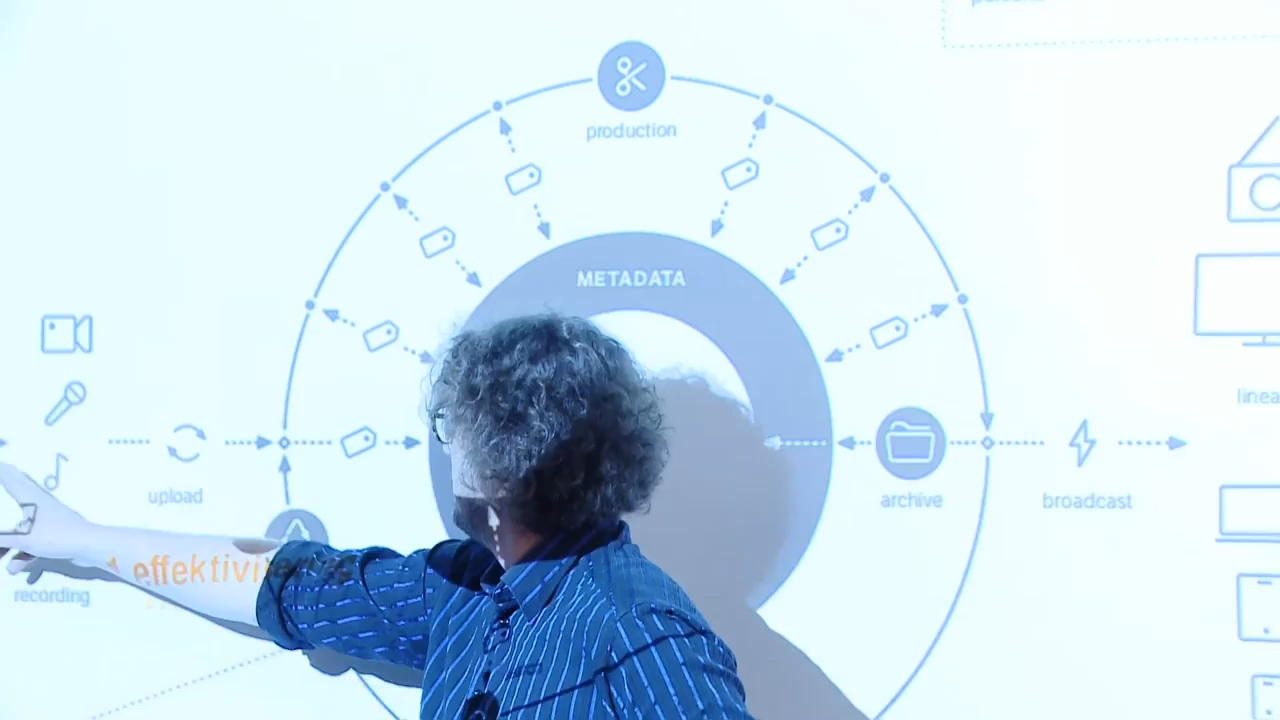 production
METADATA
upload
archive
broadcast
recording